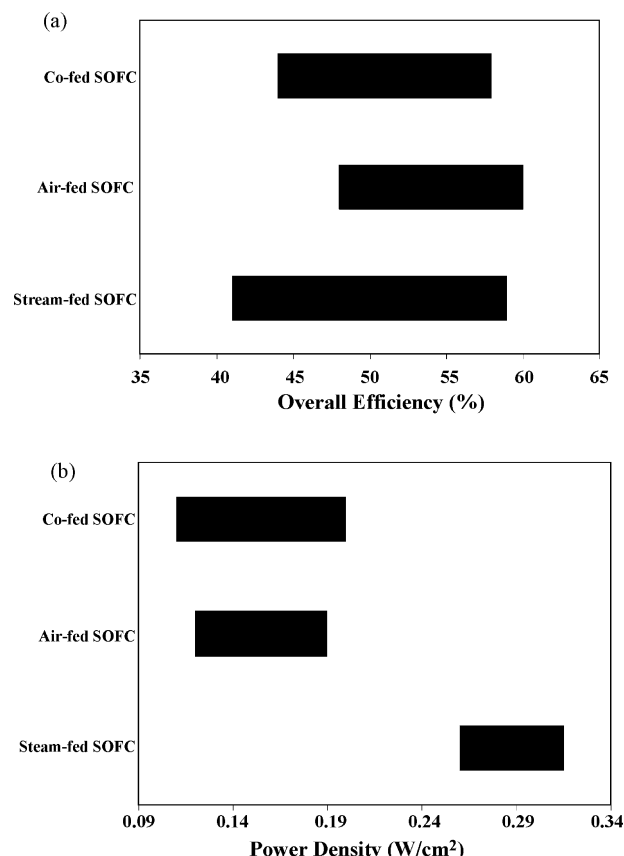 (a)
Co-fed SOFC
Air-fed SOFC
Stream-fed SOFC
35 40 45 50 55 60 65
Overall Efficiency (%)
(b)
Co-fed SOFC
Air-fed SOFC
Steam-fed SOFC
0.09 0.14 0.19 0.24 0.29 0.34
Power Density (W/cm²)